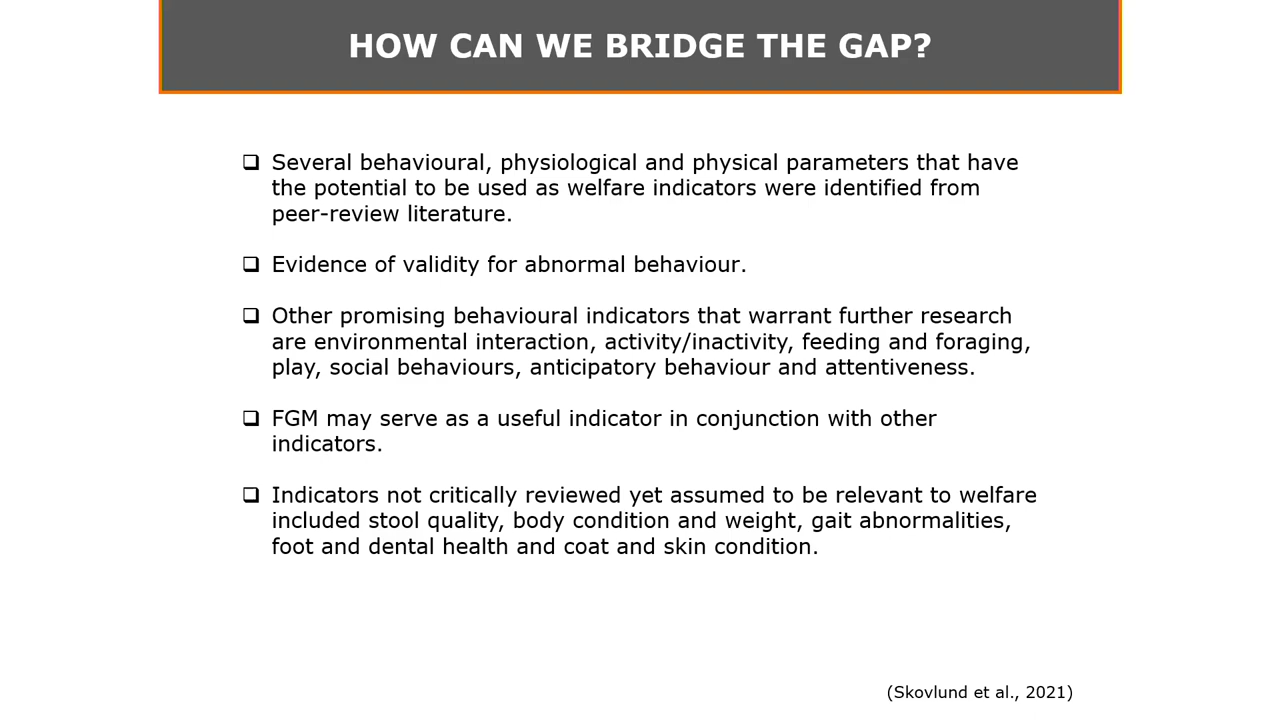 HOW CAN WE BRIDGE THE GAP?
❑ Several behavioural, physiological and physical parameters that have
the potential to be used as welfare indicators were identified from
peer-review literature.
❑ Evidence of validity for abnormal behaviour.
❑ Other promising behavioural indicators that warrant further research
are environmental interaction, activity/inactivity, feeding and foraging,
play, social behaviours, anticipatory behaviour and attentiveness.
❑ FGM may serve as a useful indicator in conjunction with other
indicators.
❑ Indicators not critically reviewed yet assumed to be relevant to welfare
included stool quality, body condition and weight, gait abnormalities,
foot and dental health and coat and skin condition.
(Skovlund et al., 2021)